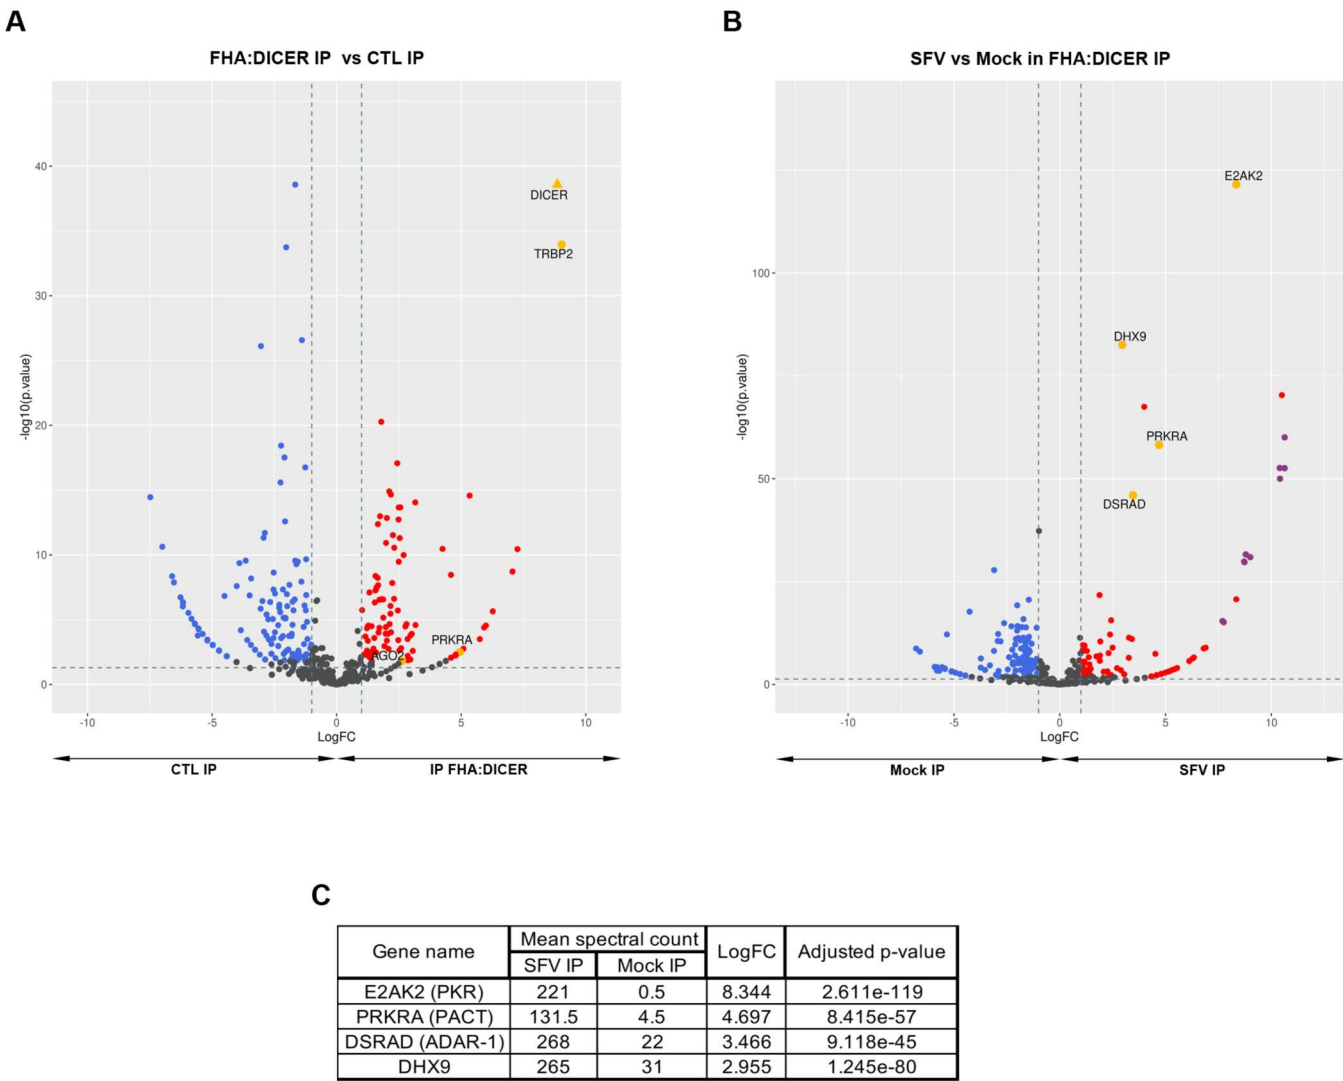 A
FHA:DICER IP vs CTL IP
40
30
20
10
0
-log10(p.value)
DICER
TRBP2
PRKRA
AGO2
-10
-5
0
5
10
LogFC
CTL IP
IP FHA:DICER
B
SFV vs Mock in FHA:DICER IP
100
50
0
-log10(p.value)
E2AK2
DHX9
PRKRA
DSRAD
-10
-5
0
5
10
LogFC
Mock IP
SFV IP
C
Gene name Mean spectral count LogFC Adjusted p-value
SFV IP Mock IP
E2AK2 (PKR) 221 0.5 8.344 2.611e-119
PRKRA (PACT) 131.5 4.5 4.697 8.415e-57
DSRAD (ADAR-1) 268 22 3.466 9.118e-45
DHX9 265 31 2.955 1.245e-80